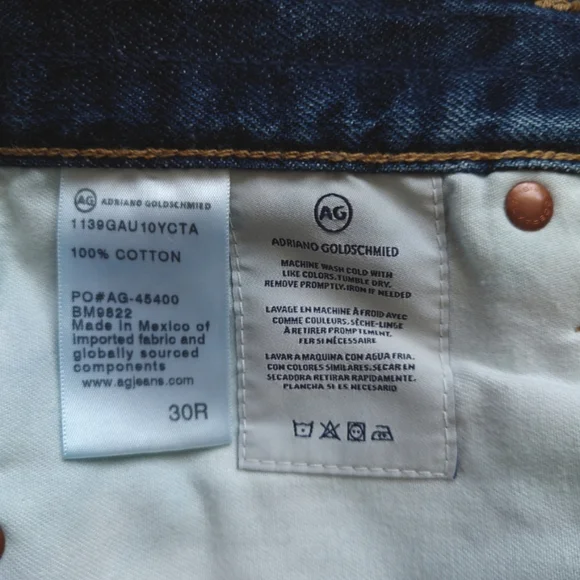 AG ADRIANO GOLDSCHMIED
1139GAU10YCTA
100% COTTON
PO#AG-45400
BM9822
Made in Mexico of
imported fabric and
globally sourced
components
www.agjeans.com
30R
AG
ADRIANO GOLDSCHMIED
MACHINE WASH COLD WITH
LIKE COLORS. TUMBLE DRY.
REMOVE PROMPTLY. IRON IF NEEDED
LAVAGE EN MACHINE À FROID AVEC
COMME COULEURS. SÈCHE-LINGE
À RETIRER PROMPTEMENT.
FER SI NÉCESSAIRE
LAVAR A MAQUINA CON AGUA FRIA.
CON COLORES SIMILARES. SECAR EN
SECADORA RETIRAR RAPIDAMENTE.
PLANCHA SI ES NECESARIO